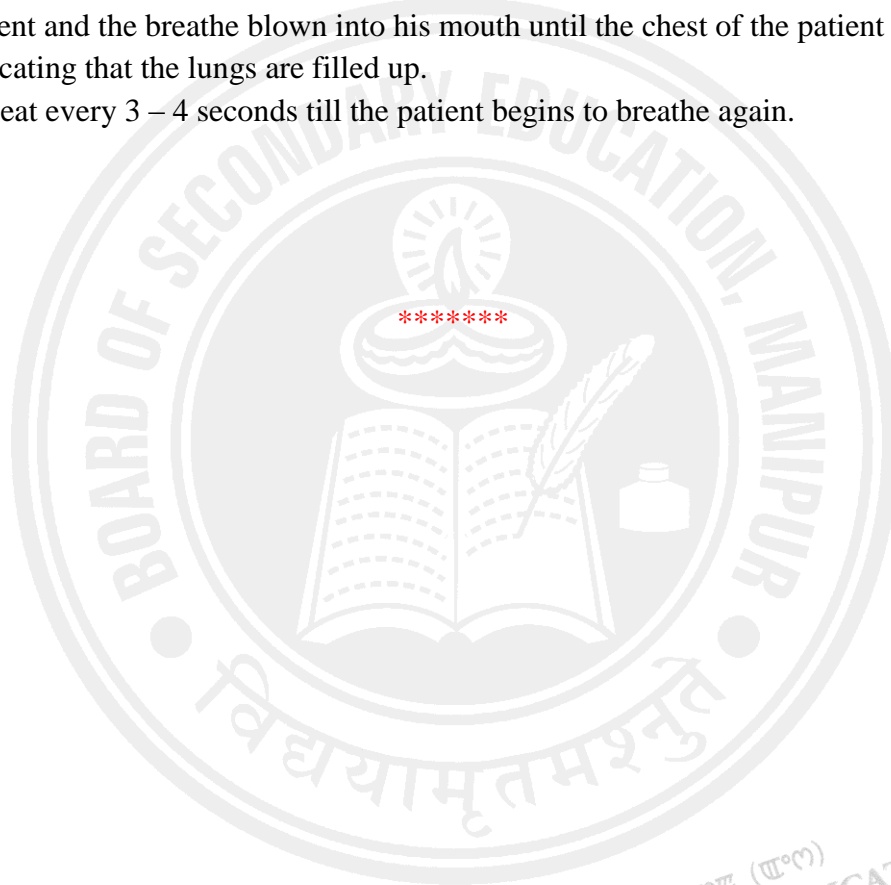 ent and the breathe blown into his mouth until the chest of the patient
cating that the lungs are filled up.
eat every 3 – 4 seconds till the patient begins to breathe again.
*******
BOARD OF SECONDARY EDUCATION, MANIPUR
विद्ययामृतमश्नुते